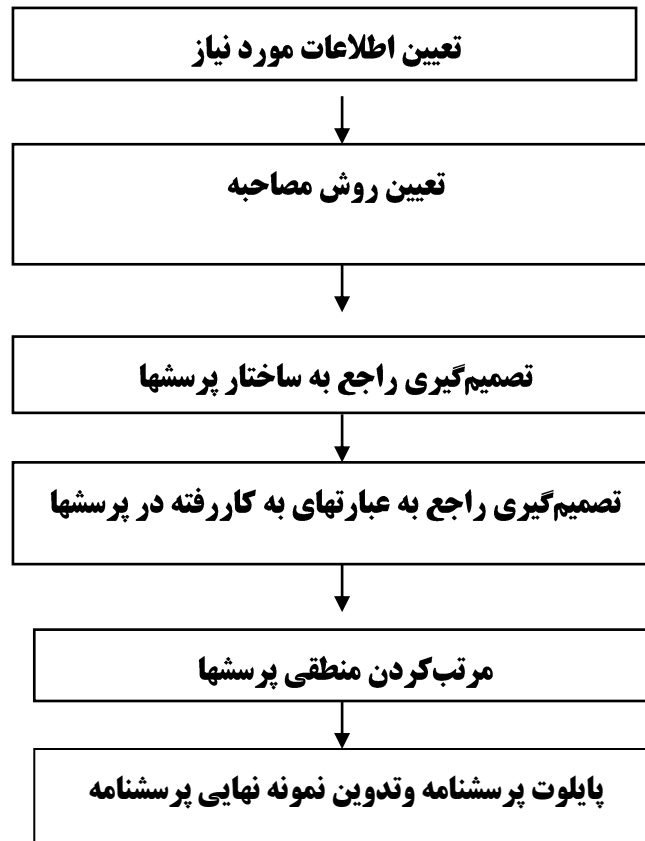 تعیین اطلاعات مورد نیاز
تعیین روش مصاحبه
تصمیم‌گیری راجع به ساختار پرسشها
تصمیم‌گیری راجع به عبارتهای به کاررفته در پرسشها
مرتب‌کردن منطقی پرسشها
پایلوت پرسشنامه وتدوین نمونه نهایی پرسشنامه